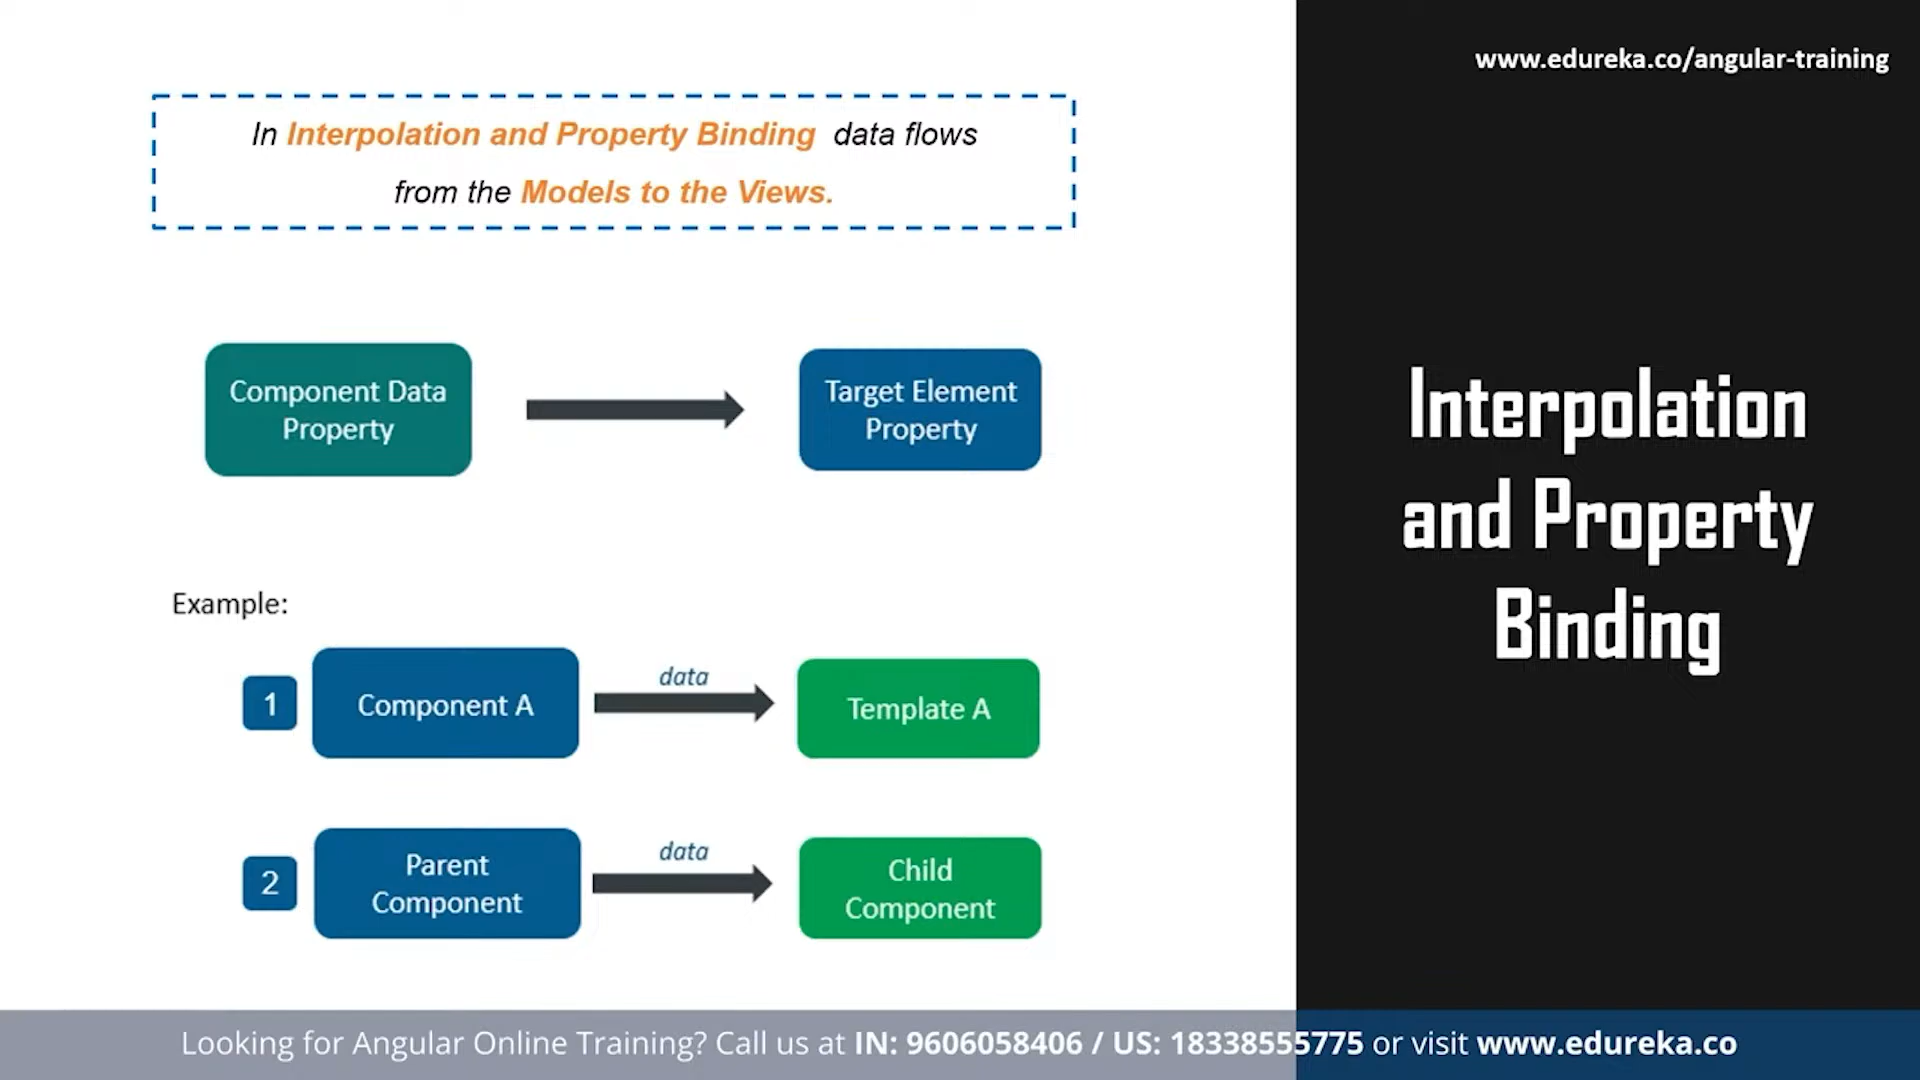 www.edureka.co/angular-training
In Interpolation and Property Binding data flows
from the Models to the Views.
Component Data
Property
Target Element
Property
Interpolation
and Property
Binding
Example:
1
Component A
data
Template A
2
Parent
Component
data
Child
Component
Looking for Angular Online Training? Call us at IN: 9606058406 / US: 18338555775 or visit www.edureka.co